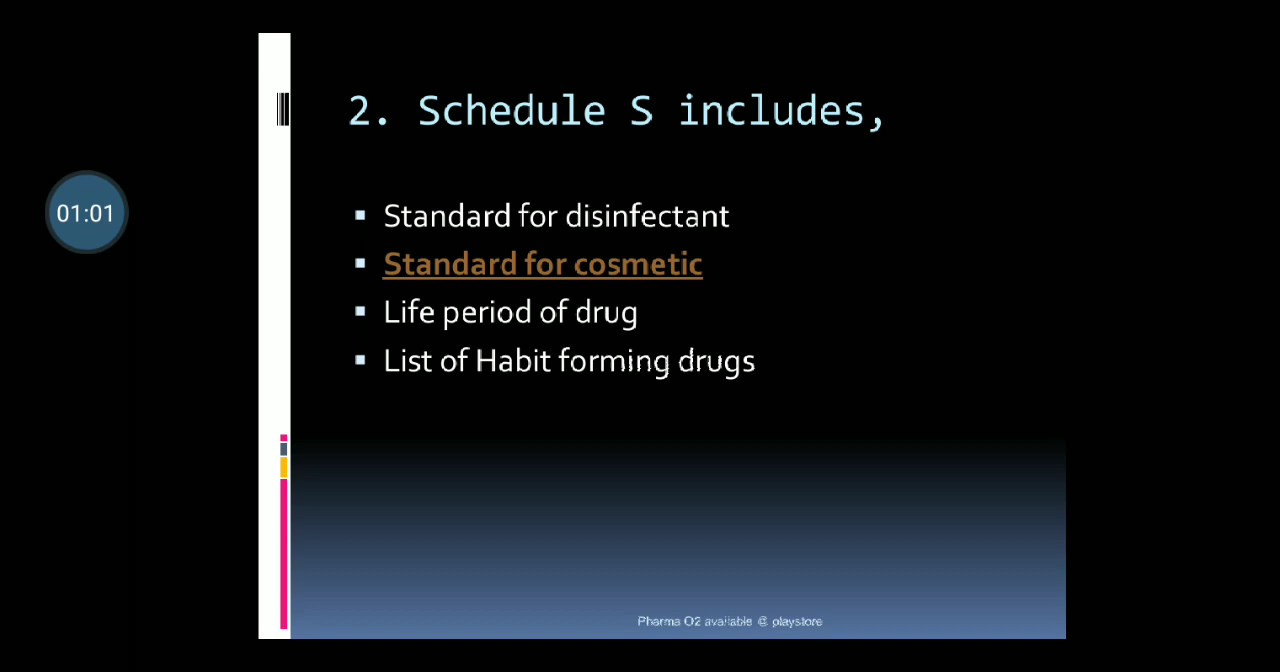 2. Schedule S includes,
01:01
Standard for disinfectant
Standard for cosmetic
Life period of drug
List of Habit forming drugs
Pharma O2 available @ playstore